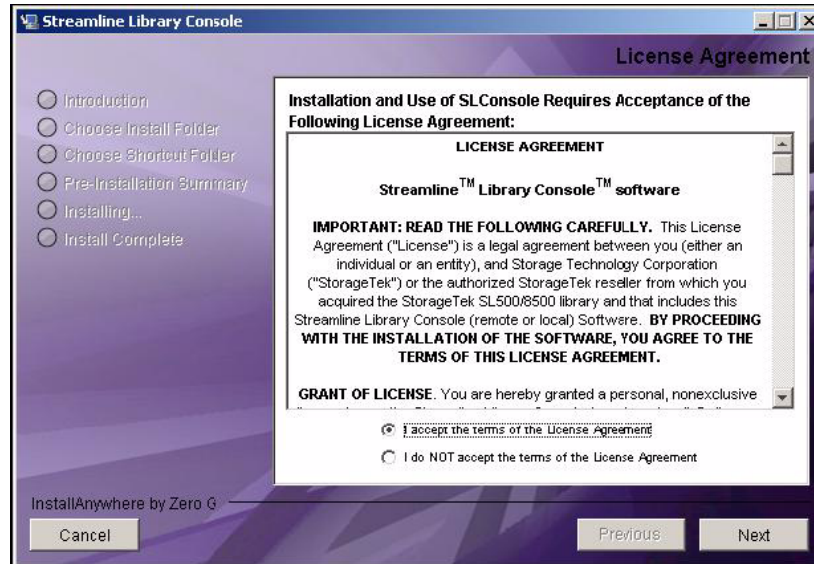 Streamline Library Console
License Agreement
Introduction
Choose Install Folder
Choose Shortcut Folder
Pre-Installation Summary
Installing...
Install Complete
Installation and Use of SLConsole Requires Acceptance of the
Following License Agreement:
LICENSE AGREEMENT
Streamline™ Library Console™ software
IMPORTANT: READ THE FOLLOWING CAREFULLY. This License
Agreement ("License") is a legal agreement between you (either an
individual or an entity), and Storage Technology Corporation
("StorageTek") or the authorized StorageTek reseller from which you
acquired the StorageTek SL500/8500 library and that includes this
Streamline Library Console (remote or local) Software. BY PROCEEDING
WITH THE INSTALLATION OF THE SOFTWARE, YOU AGREE TO THE
TERMS OF THIS LICENSE AGREEMENT.
GRANT OF LICENSE. You are hereby granted a personal, nonexclusive
I accept the terms of the License Agreement
I do NOT accept the terms of the License Agreement
InstallAnywhere by Zero G
Cancel
Previous
Next